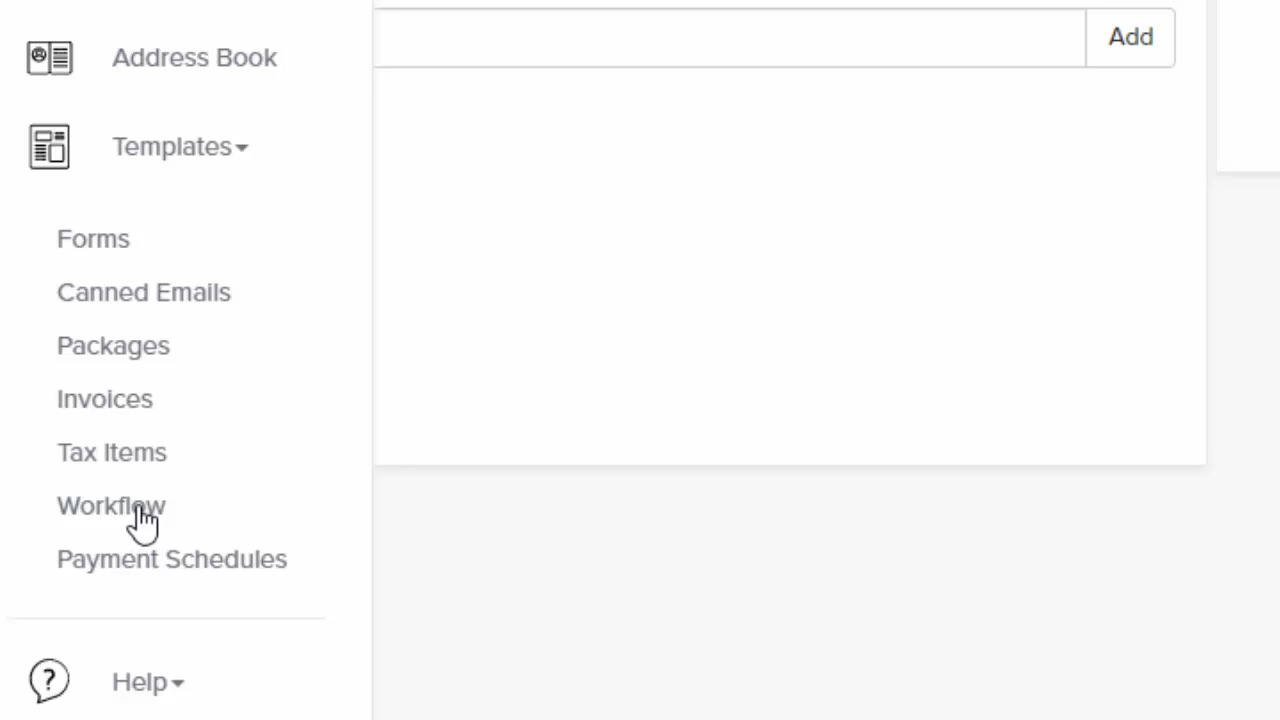 Address Book
Add
Templates
Forms
Canned Emails
Packages
Invoices
Tax Items
Workflow
Payment Schedules
?
Help